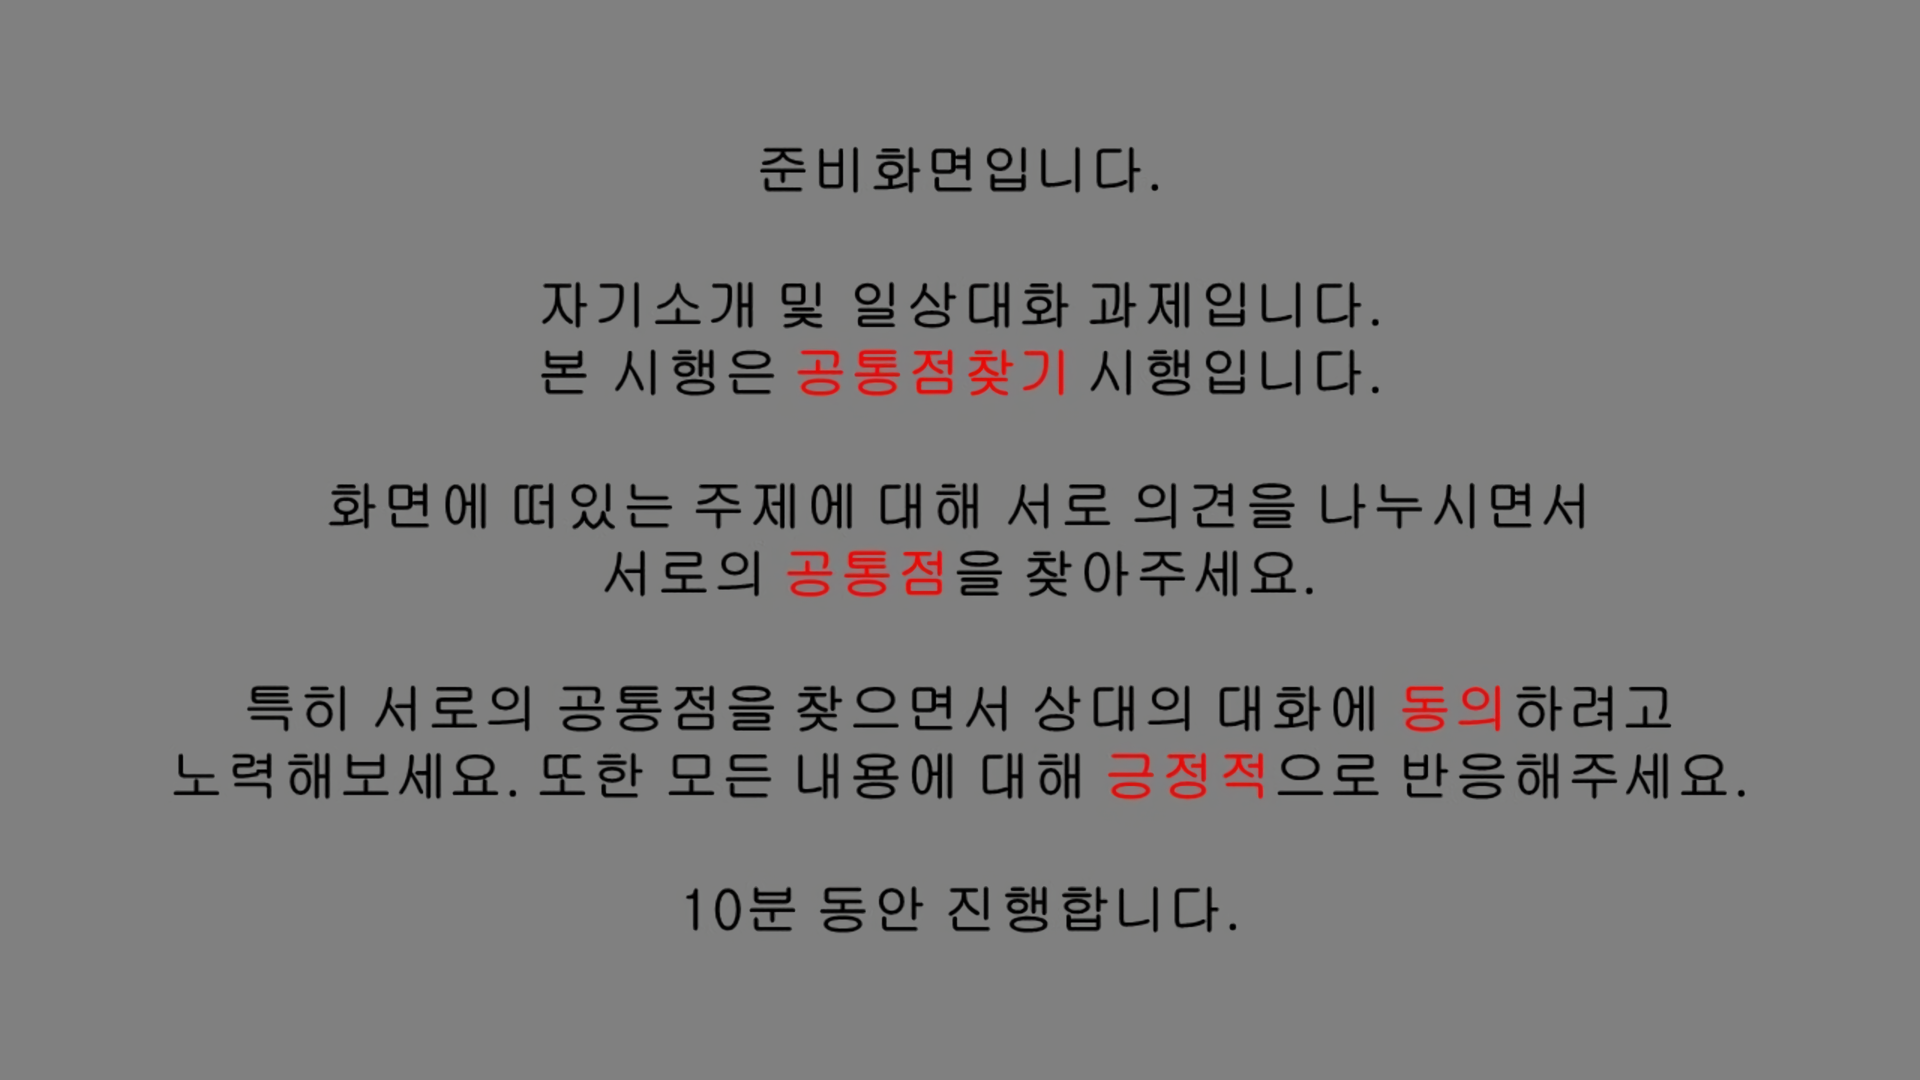 준비화면입니다.
자기소개 및 일상대화 과제입니다.
본 시행은 공통점찾기 시행입니다.
화면에 떠있는 주제에 대해 서로 의견을 나누시면서
서로의 공통점을 찾아주세요.
특히 서로의 공통점을 찾으면서 상대의 대화에 동의하려고
노력해보세요. 또한 모든 내용에 대해 긍정적으로 반응해주세요.
10분 동안 진행합니다.